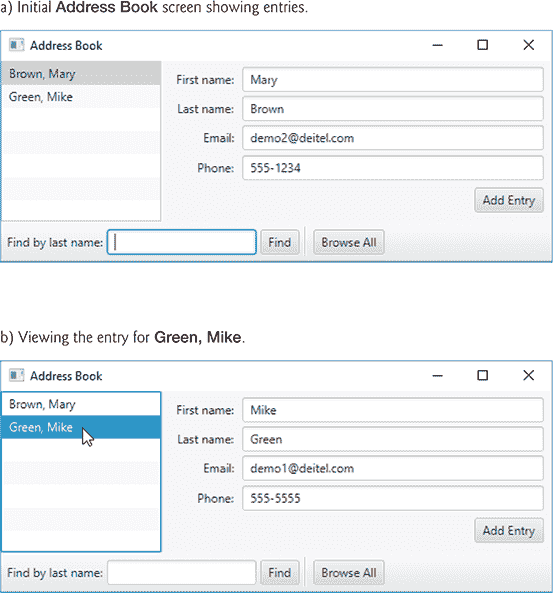 a) Initial Address Book screen showing entries.
Address Book
Brown, Mary
Green, Mike
First name: Mary
Last name: Brown
Email: demo2@deitel.com
Phone: 555-1234
Add Entry
Find by last name: Find Browse All
b) Viewing the entry for Green, Mike.
Address Book
Brown, Mary
Green, Mike
First name: Mike
Last name: Green
Email: demo1@deitel.com
Phone: 555-5555
Add Entry
Find by last name: Find Browse All